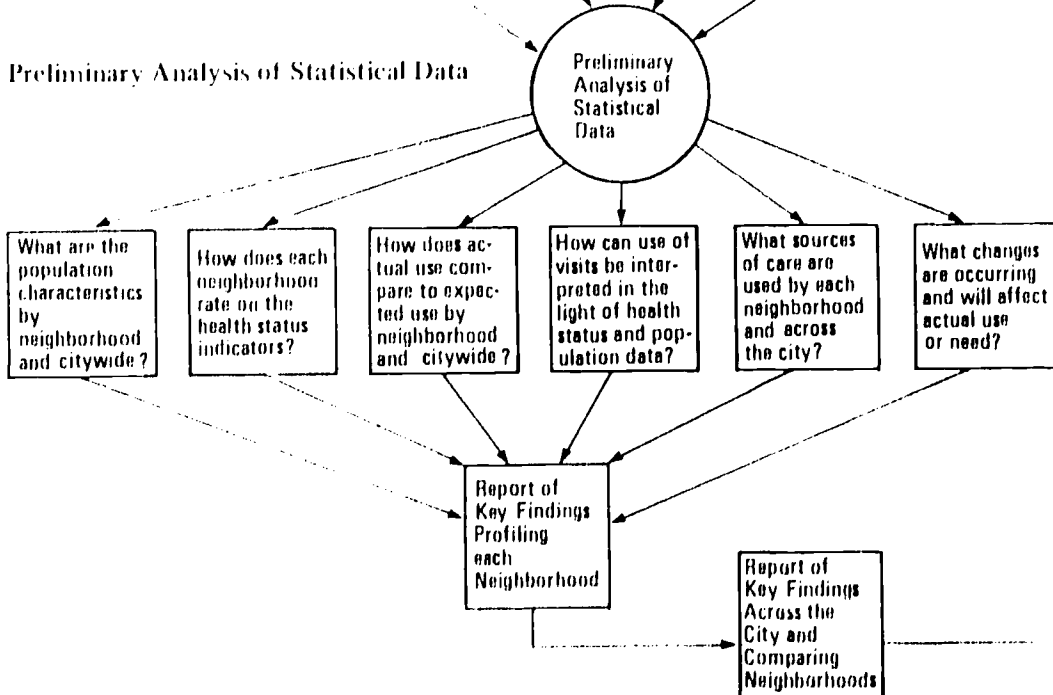 Preliminary Analysis of Statistical Data
Preliminary
Analysis of
Statistical
Data
What are the
population
characteristics
by
neighborhood
and citywide?
How does each
neighborhood
rate on the
health status
indicators?
How does ac-
tual use com-
pare to expec-
ted use by
neighborhood
and citywide?
How can use of
visits be inter-
preted in the
light of health
status and pop-
ulation data?
What sources
of care are
used by each
neighborhood
and across
the city?
What changes
are occurring
and will affect
actual use
or need?
Report of
Key Findings
Profiling
each
Neighborhood
Report of
Key Findings
Across the
City and
Comparing
Neighborhoods